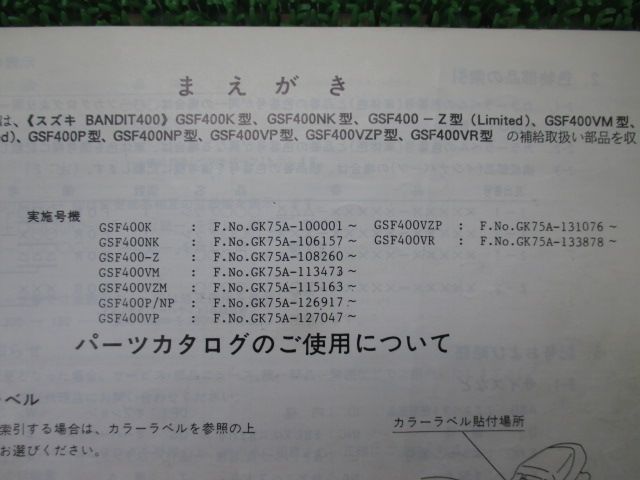 まえがき
は、《スズキ BANDIT400》GSF400K型、GSF400NK型、GSF400－Z型（Limited）、GSF400VM型、
d）、GSF400P型、GSF400NP型、GSF400VP型、GSF400VZP型、GSF400VR型 の補給取扱い部品を収
実施号機
GSF400K : F.No.GK75A-100001～ GSF400VZP : F.No.GK75A-131076～
GSF400NK : F.No.GK75A-106157～ GSF400VR : F.No.GK75A-133878～
GSF400-Z : F.No.GK75A-108260～
GSF400VM : F.No.GK75A-113473～
GSF400VZM : F.No.GK75A-115163～
GSF400P/NP : F.No.GK75A-126917～
GSF400VP : F.No.GK75A-127047～
パーツカタログのご使用について
ーベル
索引する場合は、カラーラベルを参照の上
お選びください。
カラーラベル貼付場所